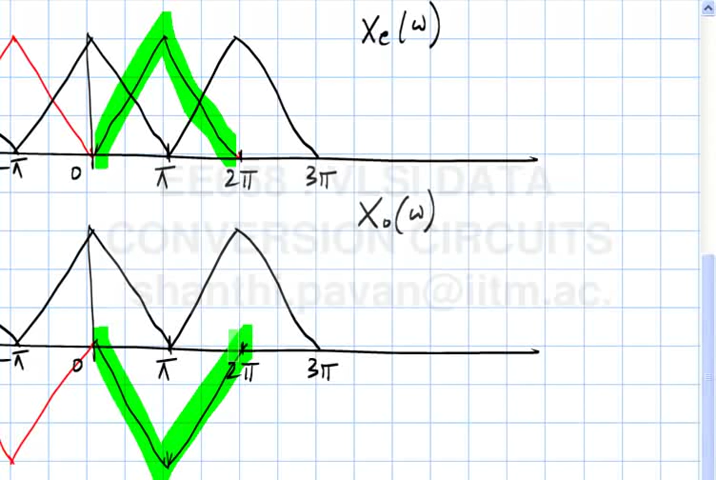 Xe(ω)
-π 0 π 2π 3π
EE658 : VLSI DATA
Xo(ω)
CONVERSION CIRCUITS
shanthi.pavan@iitm.ac.
-π 0 π 2π 3π